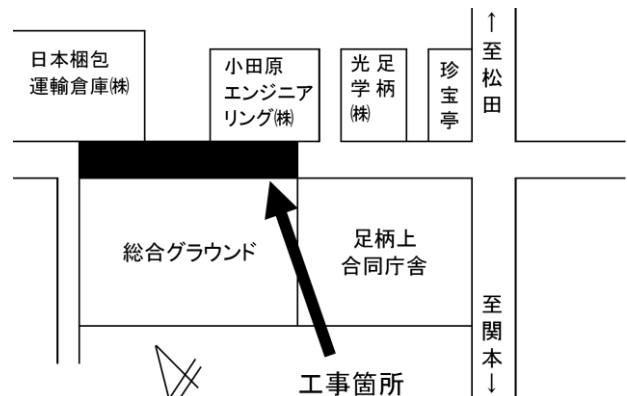 日本梱包
運輸倉庫㈱
小田原
エンジニア
リング㈱
足柄
光学
㈱
珍宝亭
↑至松田
総合グラウンド
足柄上
合同庁舎
至関本↓
工事箇所